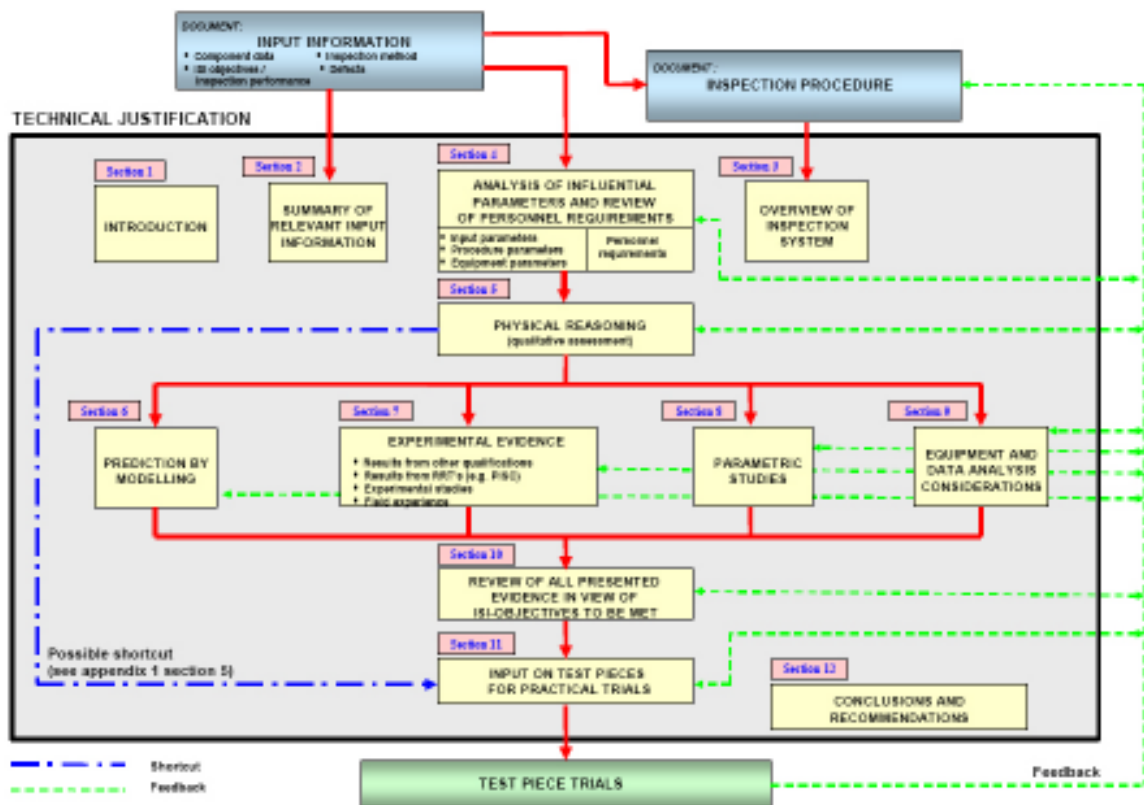 DOCUMENT:
INPUT INFORMATION
• Component data
• Inspection method
• ISI objectives /
Inspection performance
• Defects
DOCUMENT:
INSPECTION PROCEDURE
TECHNICAL JUSTIFICATION
Section 1
INTRODUCTION
Section 2
SUMMARY OF
RELEVANT INPUT
INFORMATION
Section 4
ANALYSIS OF INFLUENTIAL
PARAMETERS AND REVIEW
OF PERSONNEL REQUIREMENTS
• Input parameters
• Procedure parameters
• Equipment parameters
Personnel
requirements
Section 3
OVERVIEW OF
INSPECTION
SYSTEM
Section 5
PHYSICAL REASONING
(qualitative assessment)
Section 6
PREDICTION BY
MODELLING
Section 7
EXPERIMENTAL EVIDENCE
• Results from other qualifications
• Results from RRT's (e.g. PISC)
• Experimental studies
• Field experience
Section 8
PARAMETRIC
STUDIES
Section 9
EQUIPMENT AND
DATA ANALYSIS
CONSIDERATIONS
Section 10
REVIEW OF ALL PRESENTED
EVIDENCE IN VIEW OF
ISI-OBJECTIVES TO BE MET
Possible shortcut
(see appendix 1 section 5)
Section 11
INPUT ON TEST PIECES
FOR PRACTICAL TRIALS
Section 12
CONCLUSIONS AND
RECOMMENDATIONS
Shortcut
Feedback
TEST PIECE TRIALS
Feedback